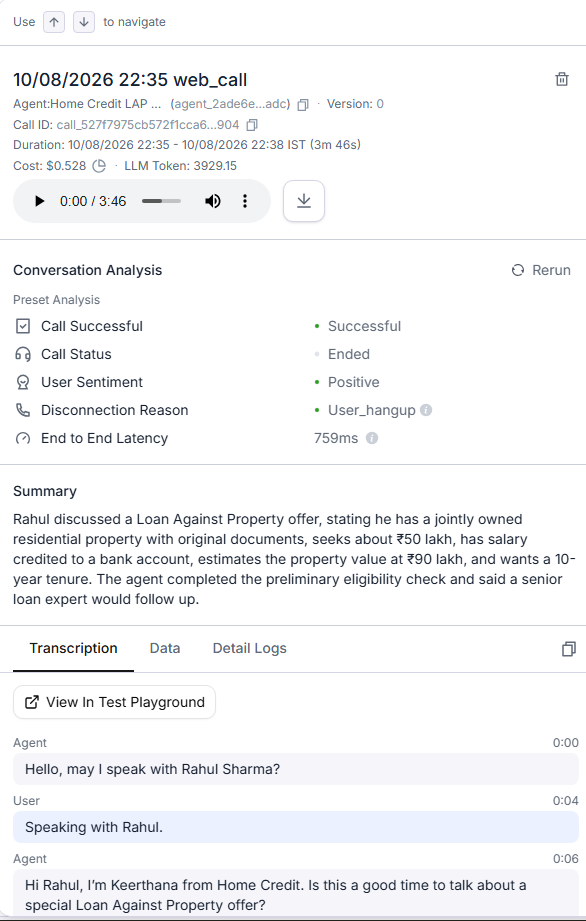 Use ↑ ↓ to navigate
10/08/2026 22:35 web_call
Agent:Home Credit LAP ... (agent_2ade6e...adc) · Version: 0
Call ID: call_527f7975cb572f1cca6...904
Duration: 10/08/2026 22:35 - 10/08/2026 22:38 IST (3m 46s)
Cost: $0.528 · LLM Token: 3929.15
0:00 / 3:46
Conversation Analysis
Rerun
Preset Analysis
Call Successful
Successful
Call Status
Ended
User Sentiment
Positive
Disconnection Reason
User_hangup
End to End Latency
759ms
Summary
Rahul discussed a Loan Against Property offer, stating he has a jointly owned
residential property with original documents, seeks about ₹50 lakh, has salary
credited to a bank account, estimates the property value at ₹90 lakh, and wants a 10-
year tenure. The agent completed the preliminary eligibility check and said a senior
loan expert would follow up.
Transcription Data Detail Logs
View In Test Playground
Agent 0:00
Hello, may I speak with Rahul Sharma?
User 0:04
Speaking with Rahul.
Agent 0:06
Hi Rahul, I’m Keerthana from Home Credit. Is this a good time to talk about a
special Loan Against Property offer?